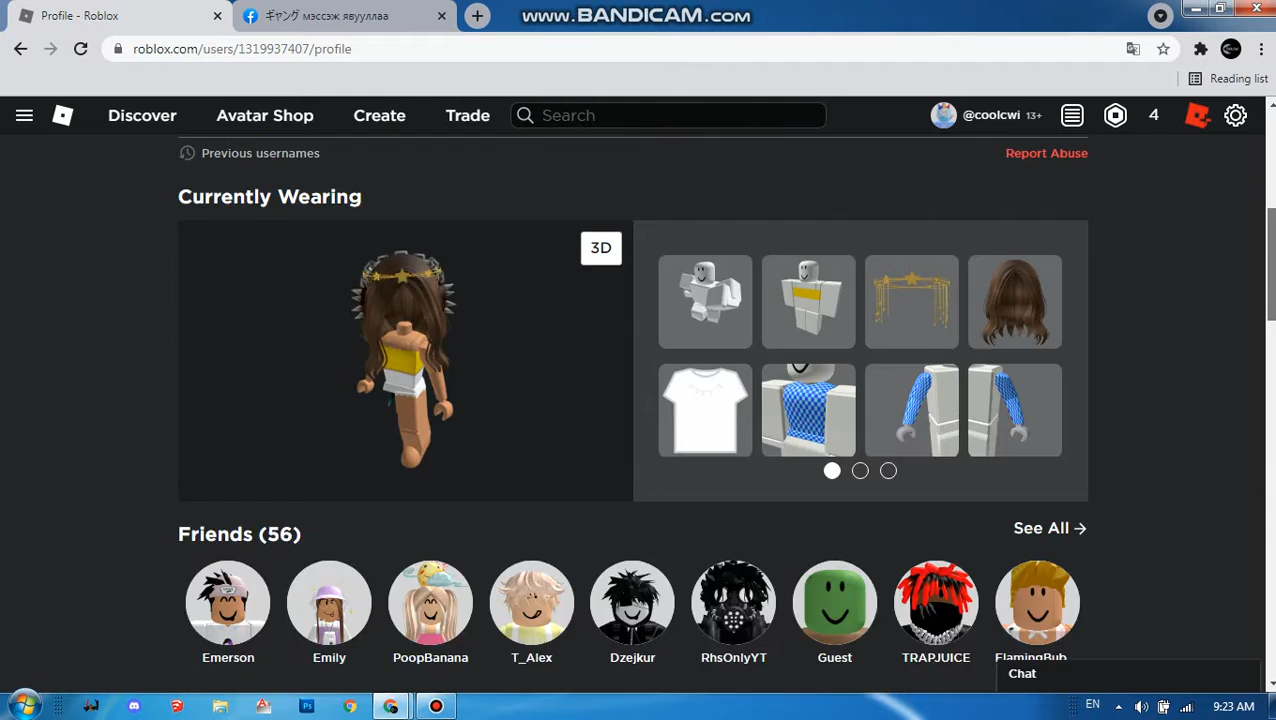 Profile - Roblox
ギャング мэссэж явууллаа
www.BANDICAM.com
roblox.com/users/1319937407/profile
Reading list
Discover
Avatar Shop
Create
Trade
Search
@coolcwi 13+
4
Previous usernames
Report Abuse
Currently Wearing
3D
Friends (56)
See All
Emerson
Emily
PoopBanana
T_Alex
Dzejkur
RhsOnlyYT
Guest
TRAPJUICE
FlamingBub
Chat
EN
9:23 AM